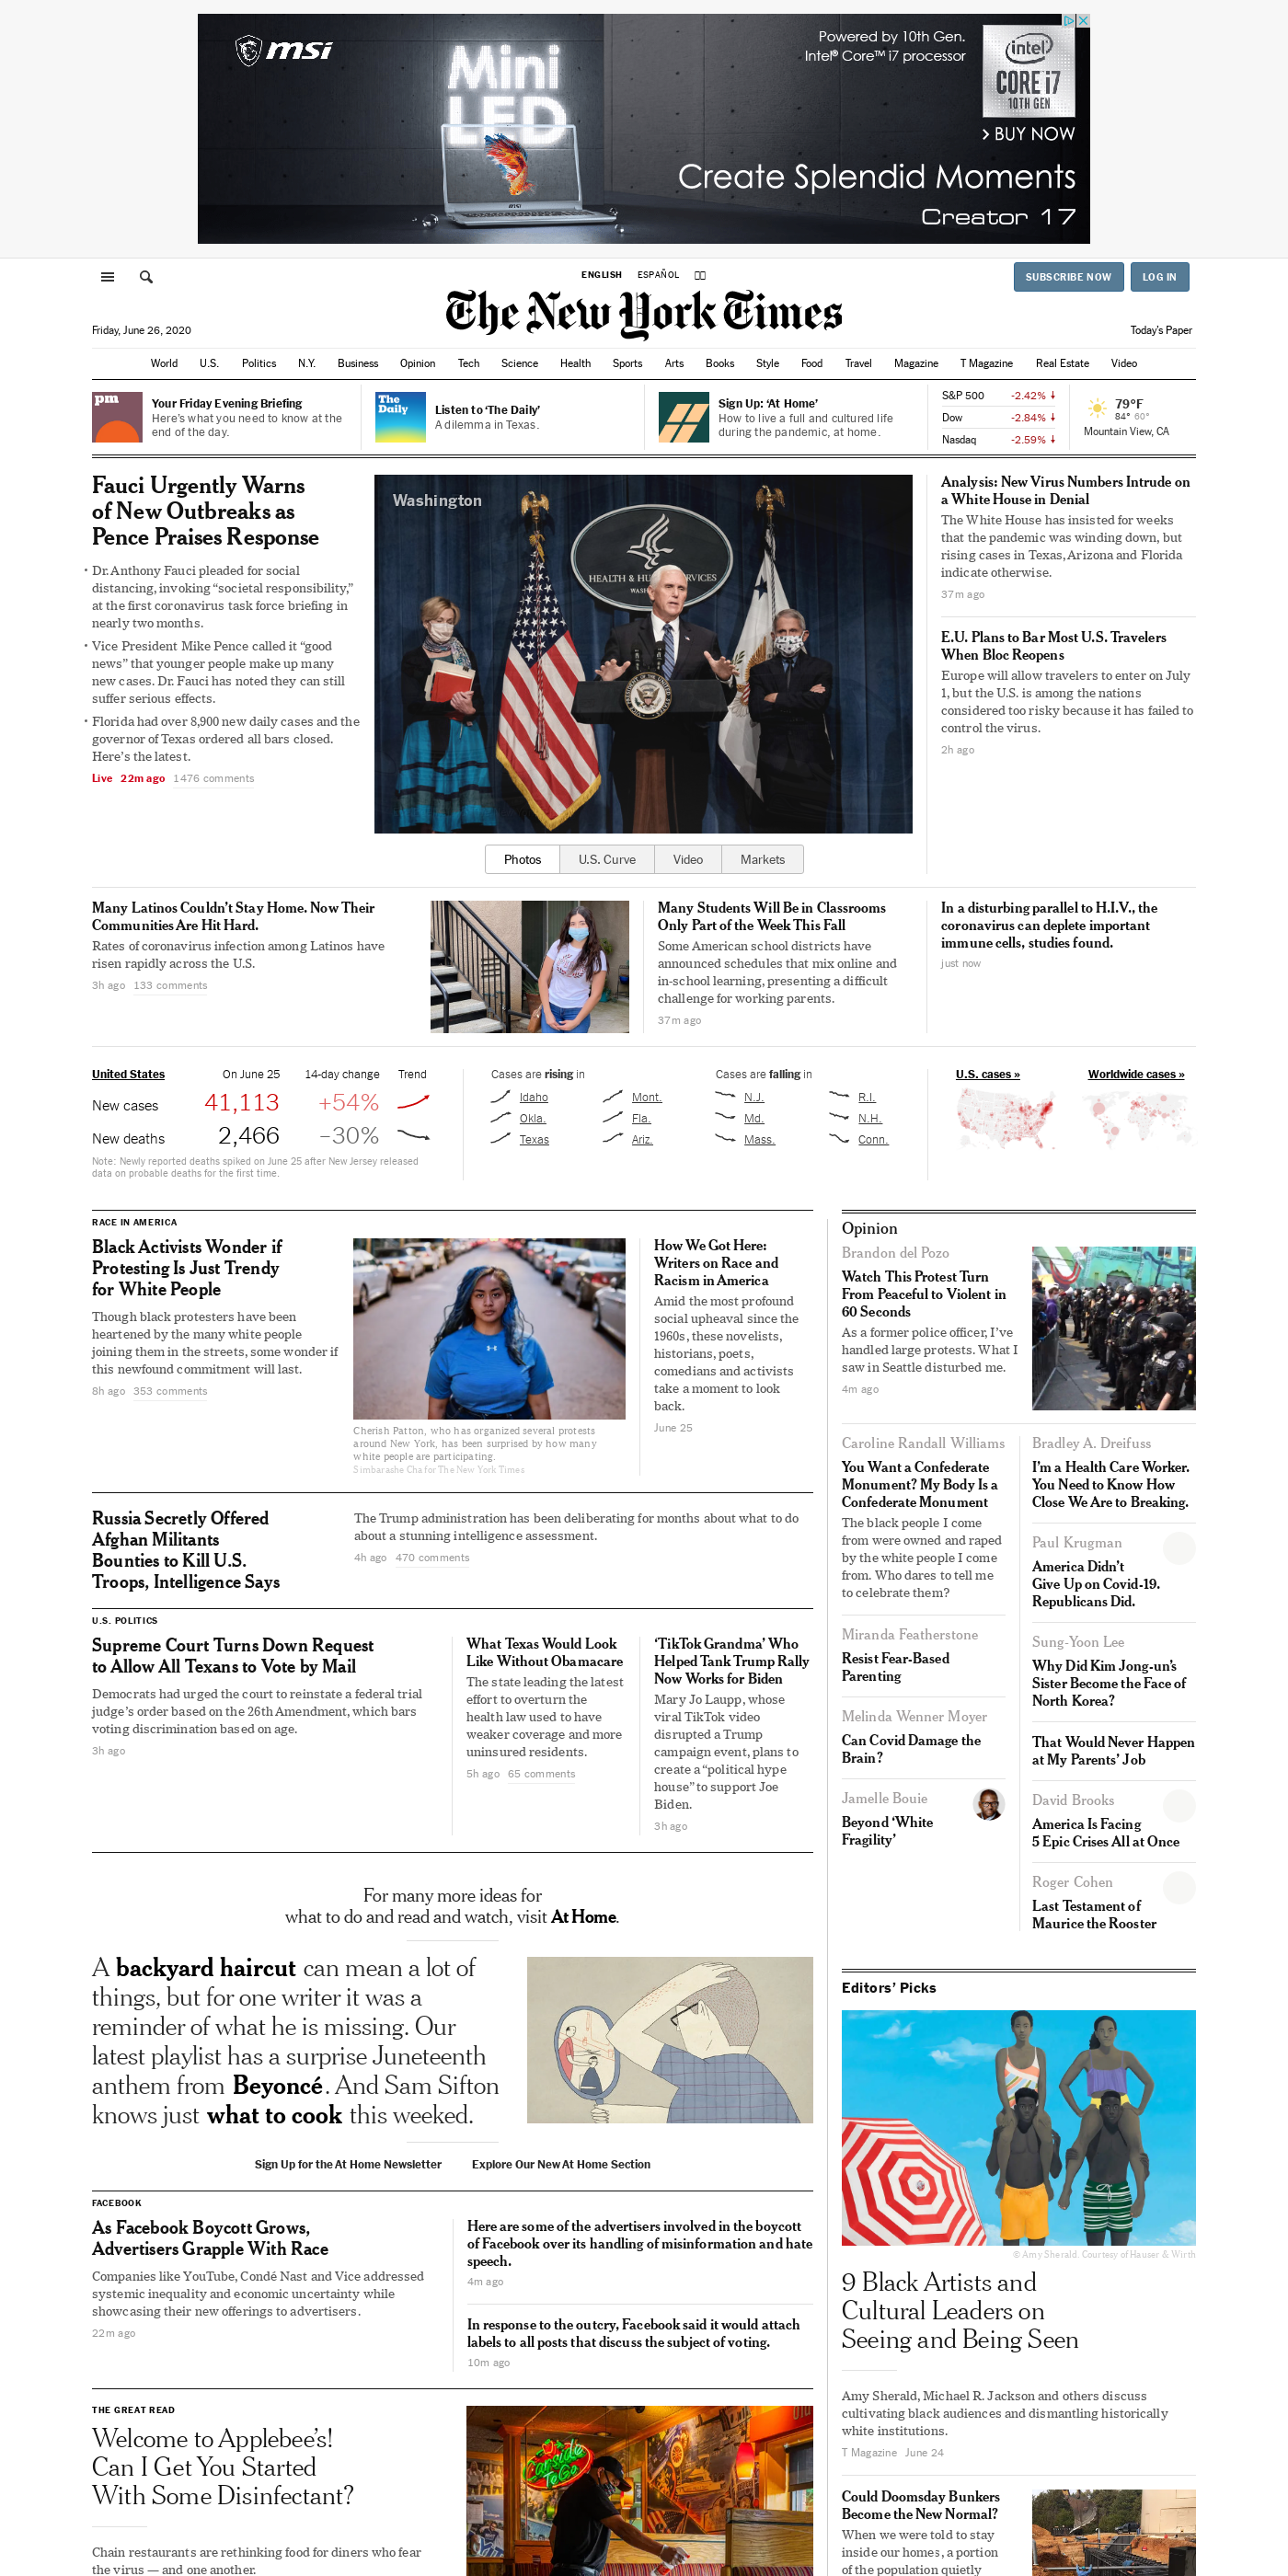 msi
Mini
LED
Powered by 10th Gen.
Intel® Core™ i7 processor
intel
CORE i7
10TH GEN
BUY NOW
Create Splendid Moments
Creator 17
ENGLISH ESPAÑOL
SUBSCRIBE NOW LOG IN
The New York Times
Friday, June 26, 2020
Today's Paper
World U.S. Politics N.Y. Business Opinion Tech Science Health Sports Arts Books Style Food Travel Magazine T Magazine Real Estate Video
pm
Your Friday Evening Briefing
Here's what you need to know at the
end of the day.
The
Daily
Listen to 'The Daily'
A dilemma in Texas.
Sign Up: 'At Home'
How to live a full and cultured life
during the pandemic, at home.
S&P 500 -2.42%
Dow -2.84%
Nasdaq -2.59%
79°F
84° 60°
Mountain View, CA
Fauci Urgently Warns
of New Outbreaks as
Pence Praises Response
• Dr. Anthony Fauci pleaded for social
distancing, invoking “societal responsibility,”
at the first coronavirus task force briefing in
nearly two months.
• Vice President Mike Pence called it “good
news” that younger people make up many
new cases. Dr. Fauci has noted they can still
suffer serious effects.
• Florida had over 8,900 new daily cases and the
governor of Texas ordered all bars closed.
Here's the latest.
Live 22m ago 1476 comments
Washington
Photos U.S. Curve Video Markets
Analysis: New Virus Numbers Intrude on
a White House in Denial
The White House has insisted for weeks
that the pandemic was winding down, but
rising cases in Texas, Arizona and Florida
indicate otherwise.
37m ago
E.U. Plans to Bar Most U.S. Travelers
When Bloc Reopens
Europe will allow travelers to enter on July
1, but the U.S. is among the nations
considered too risky because it has failed to
control the virus.
2h ago
Many Latinos Couldn't Stay Home. Now Their
Communities Are Hit Hard.
Rates of coronavirus infection among Latinos have
risen rapidly across the U.S.
3h ago 133 comments
Many Students Will Be in Classrooms
Only Part of the Week This Fall
Some American school districts have
announced schedules that mix online and
in-school learning, presenting a difficult
challenge for working parents.
37m ago
In a disturbing parallel to H.I.V., the
coronavirus can deplete important
immune cells, studies found.
just now
United States On June 25 14-day change Trend
New cases 41,113 +54%
New deaths 2,466 –30%
Note: Newly reported deaths spiked on June 25 after New Jersey released
data on probable deaths for the first time.
Cases are rising in
Idaho Mont.
Okla. Fla.
Texas Ariz.
Cases are falling in
N.J. R.I.
Md. N.H.
Mass. Conn.
U.S. cases » Worldwide cases »
RACE IN AMERICA
Black Activists Wonder if
Protesting Is Just Trendy
for White People
Though black protesters have been
heartened by the many white people
joining them in the streets, some wonder if
this newfound commitment will last.
8h ago 353 comments
Cherish Patton, who has organized several protests
around New York, has been surprised by how many
white people are participating.
Simbarashe Cha for The New York Times
How We Got Here:
Writers on Race and
Racism in America
Amid the most profound
social upheaval since the
1960s, these novelists,
historians, poets,
comedians and activists
take a moment to look
back.
June 25
Russia Secretly Offered
Afghan Militants
Bounties to Kill U.S.
Troops, Intelligence Says
The Trump administration has been deliberating for months about what to do
about a stunning intelligence assessment.
4h ago 470 comments
U.S. POLITICS
Supreme Court Turns Down Request
to Allow All Texans to Vote by Mail
Democrats had urged the court to reinstate a federal trial
judge's order based on the 26th Amendment, which bars
voting discrimination based on age.
3h ago
What Texas Would Look
Like Without Obamacare
The state leading the latest
effort to overturn the
health law used to have
weaker coverage and more
uninsured residents.
5h ago 65 comments
'TikTok Grandma' Who
Helped Tank Trump Rally
Now Works for Biden
Mary Jo Laupp, whose
viral TikTok video
disrupted a Trump
campaign event, plans to
create a “political hype
house” to support Joe
Biden.
3h ago
For many more ideas for
what to do and read and watch, visit At Home.
A backyard haircut can mean a lot of
things, but for one writer it was a
reminder of what he is missing. Our
latest playlist has a surprise Juneteenth
anthem from Beyoncé. And Sam Sifton
knows just what to cook this weeked.
Sign Up for the At Home Newsletter Explore Our New At Home Section
FACEBOOK
As Facebook Boycott Grows,
Advertisers Grapple With Race
Companies like YouTube, Condé Nast and Vice addressed
systemic inequality and economic uncertainty while
showcasing their new offerings to advertisers.
22m ago
Here are some of the advertisers involved in the boycott
of Facebook over its handling of misinformation and hate
speech.
4m ago
In response to the outcry, Facebook said it would attach
labels to all posts that discuss the subject of voting.
10m ago
THE GREAT READ
Welcome to Applebee's!
Can I Get You Started
With Some Disinfectant?
Chain restaurants are rethinking food for diners who fear
the virus — and one another.
Carside
To Go
Opinion
Brandon del Pozo
Watch This Protest Turn
From Peaceful to Violent in
60 Seconds
As a former police officer, I've
handled large protests. What I
saw in Seattle disturbed me.
4m ago
Caroline Randall Williams
You Want a Confederate
Monument? My Body Is a
Confederate Monument
The black people I come
from were owned and raped
by the white people I come
from. Who dares to tell me
to celebrate them?
Miranda Featherstone
Resist Fear-Based
Parenting
Melinda Wenner Moyer
Can Covid Damage the
Brain?
Jamelle Bouie
Beyond 'White
Fragility'
Bradley A. Dreifuss
I'm a Health Care Worker.
You Need to Know How
Close We Are to Breaking.
Paul Krugman
America Didn't
Give Up on Covid-19.
Republicans Did.
Sung-Yoon Lee
Why Did Kim Jong-un's
Sister Become the Face of
North Korea?
That Would Never Happen
at My Parents' Job
David Brooks
America Is Facing
5 Epic Crises All at Once
Roger Cohen
Last Testament of
Maurice the Rooster
Editors' Picks
© Amy Sherald. Courtesy of Hauser & Wirth
9 Black Artists and
Cultural Leaders on
Seeing and Being Seen
Amy Sherald, Michael R. Jackson and others discuss
cultivating black audiences and dismantling historically
white institutions.
T Magazine June 24
Could Doomsday Bunkers
Become the New Normal?
When we were told to stay
inside our homes, a portion
of the population quietly